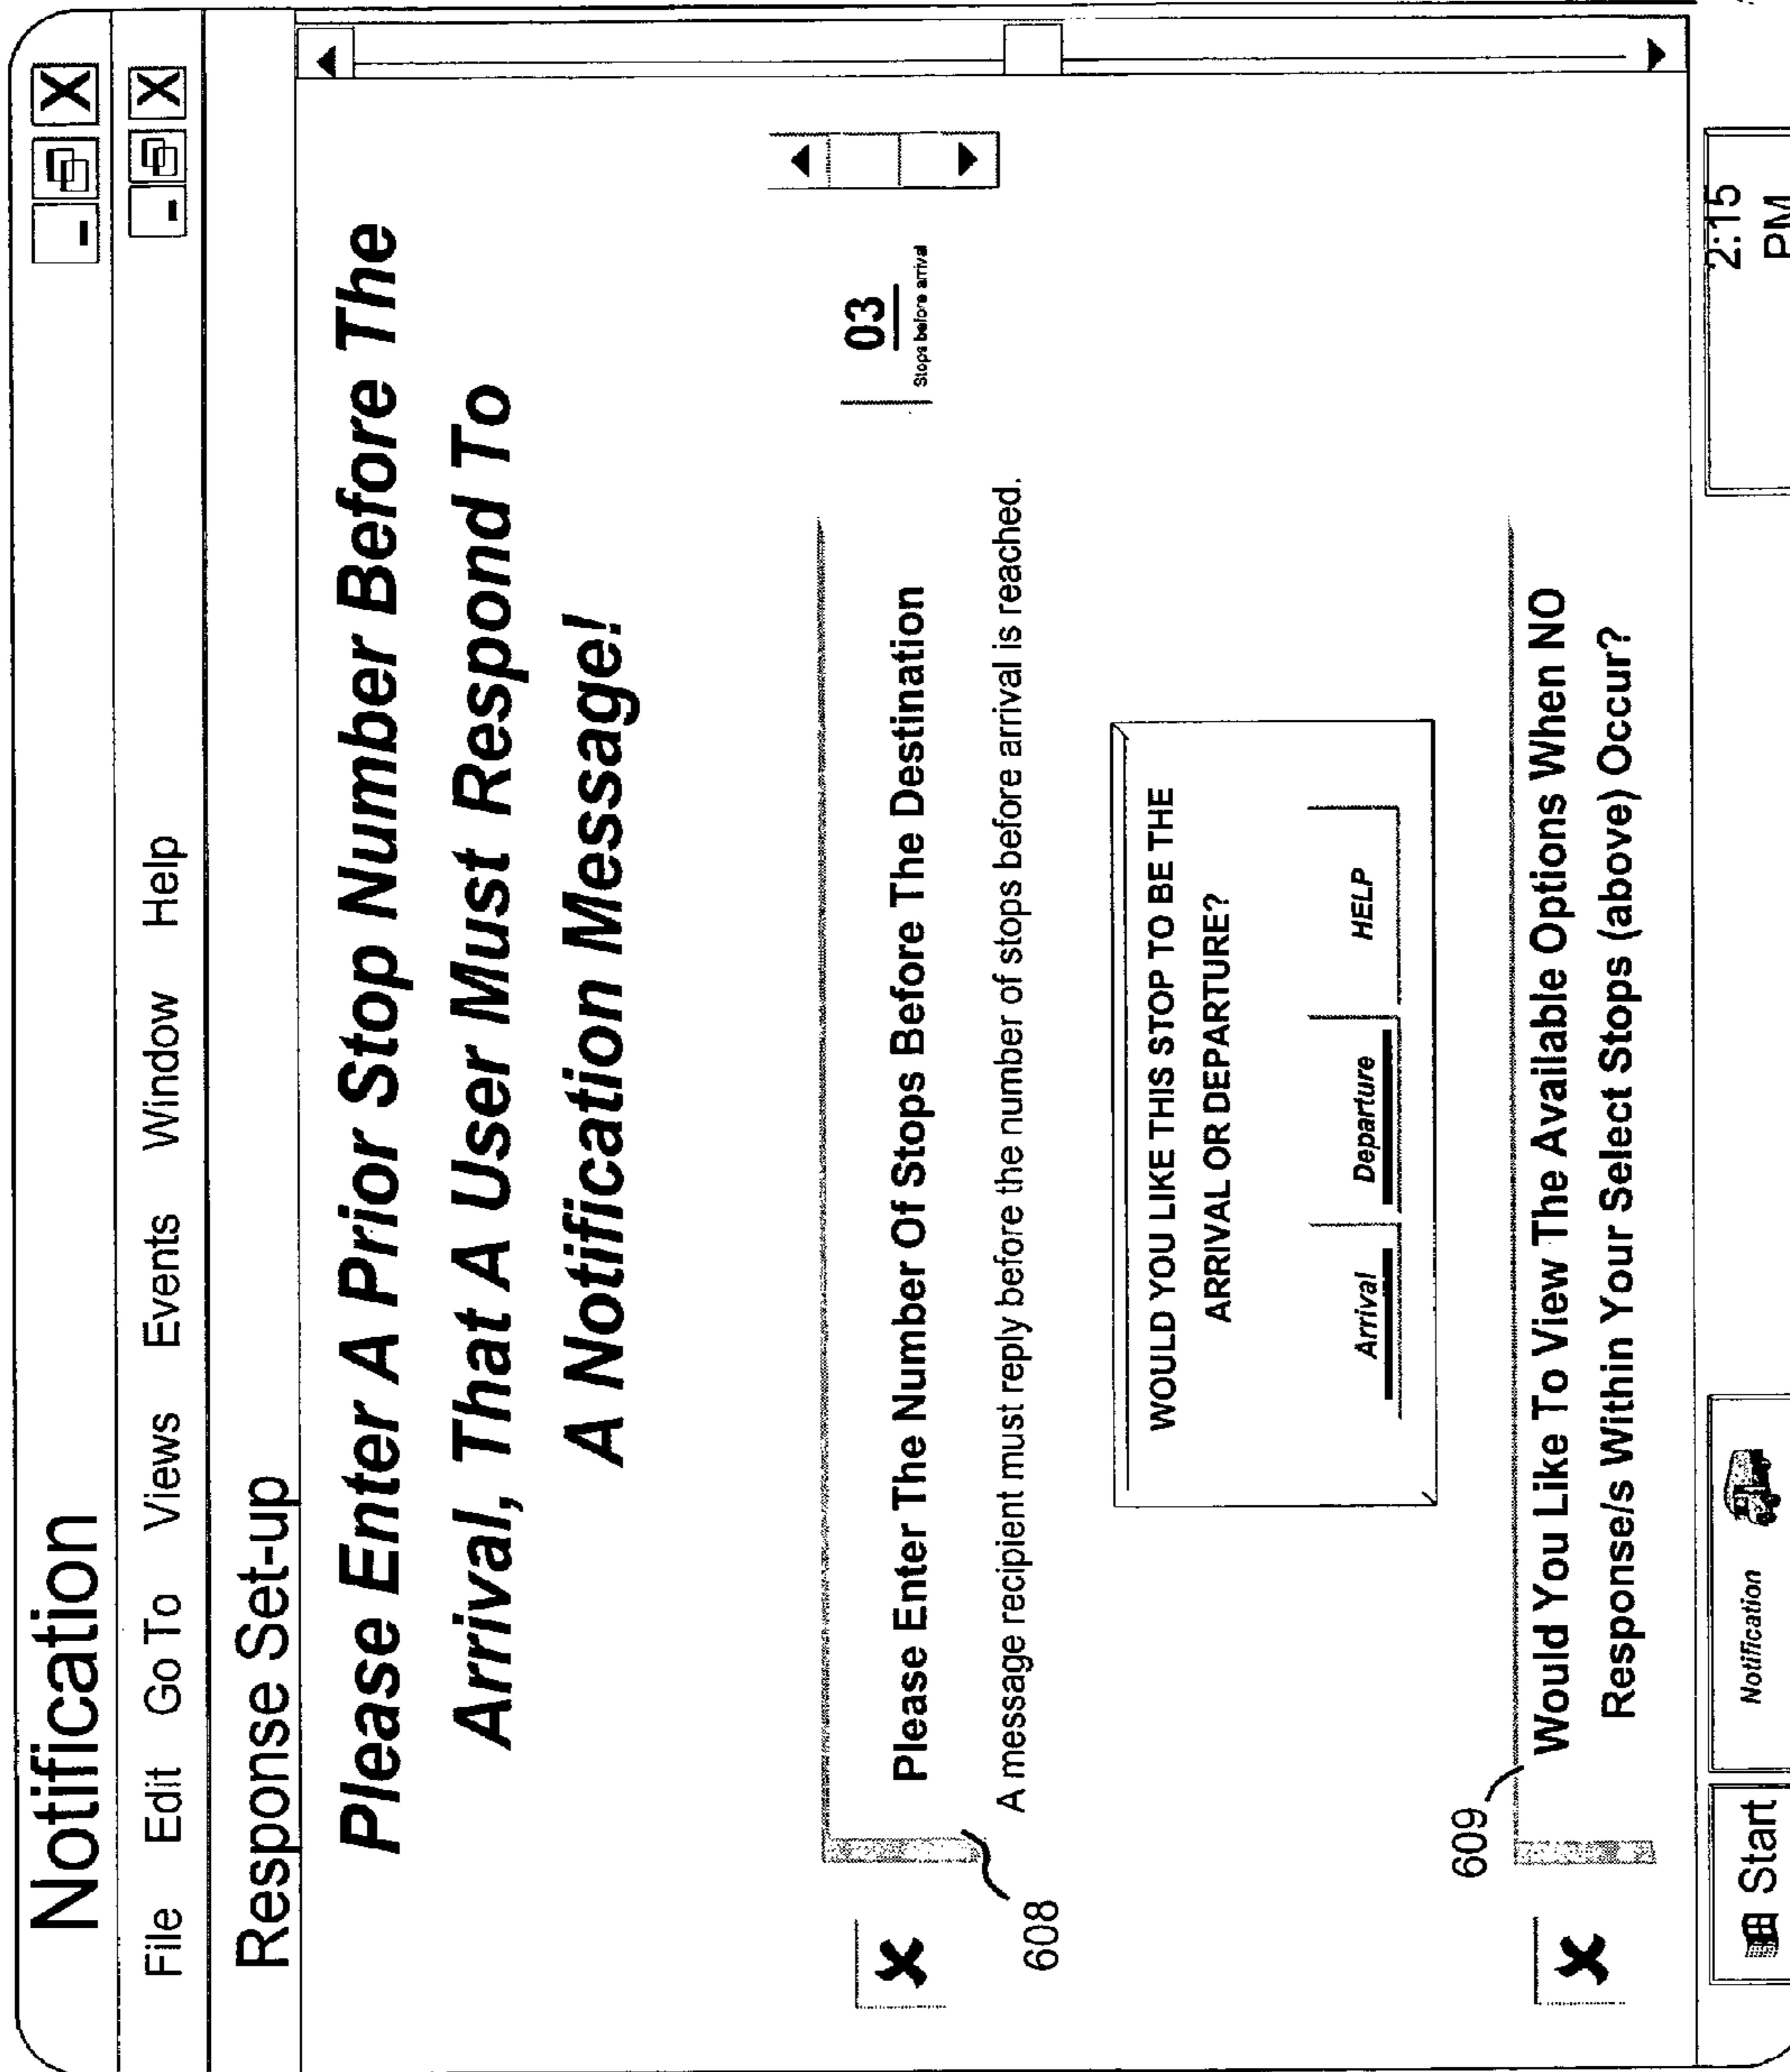 Notification
File Edit Go To Views Events Window Help
Response Set-up
Please Enter A Prior Stop Number Before The
Arrival, That A User Must Respond To
A Notification Message!
Please Enter The Number Of Stops Before The Destination
03
Stops before arrival
A message recipient must reply before the number of stops before arrival is reached.
608
WOULD YOU LIKE THIS STOP TO BE THE
ARRIVAL OR DEPARTURE?
Arrival Departure HELP
609
Would You Like To View The Available Options When NO
Response/s Within Your Select Stops (above) Occur?
Start Notification 2:15
PM